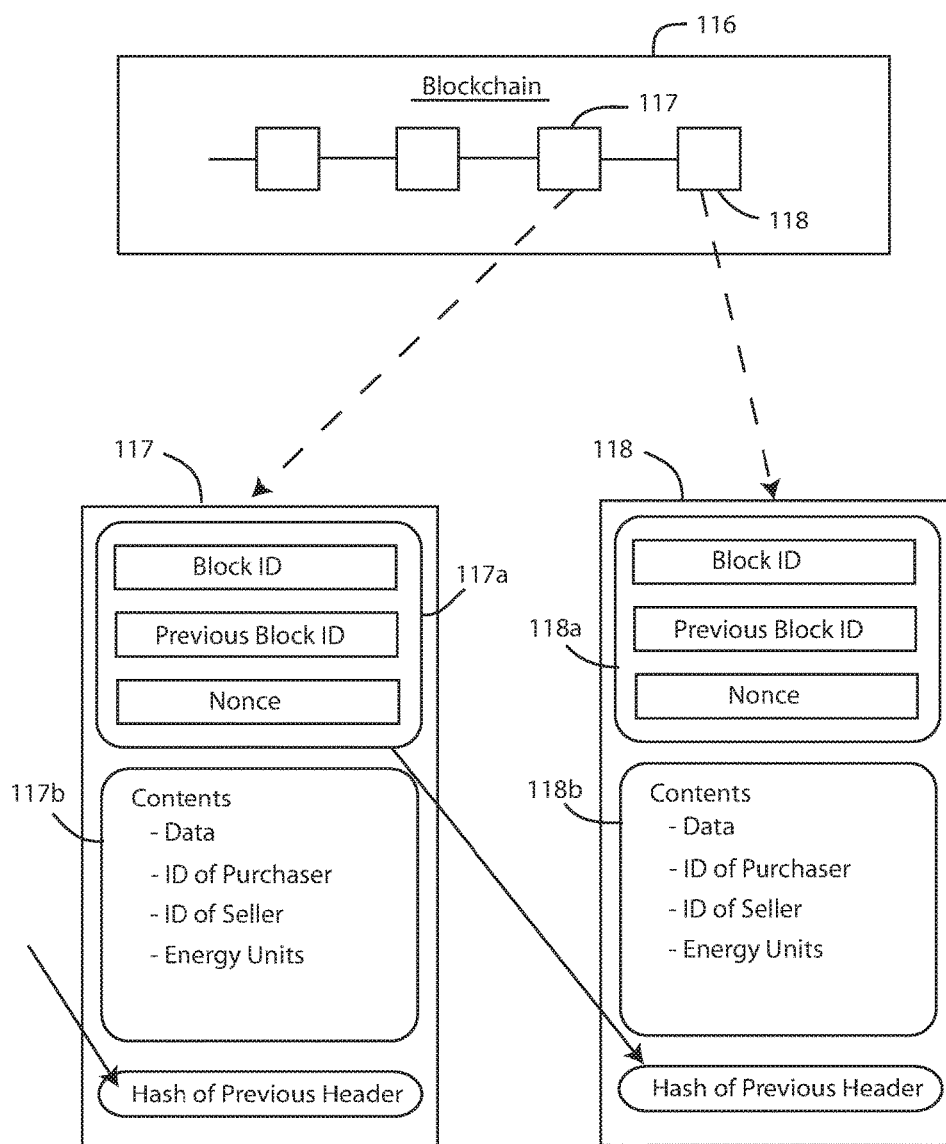 116
Blockchain
117
118
117
Block ID
Previous Block ID
Nonce
117a
117b
Contents
- Data
- ID of Purchaser
- ID of Seller
- Energy Units
Hash of Previous Header
118
Block ID
Previous Block ID
Nonce
118a
118b
Contents
- Data
- ID of Purchaser
- ID of Seller
- Energy Units
Hash of Previous Header